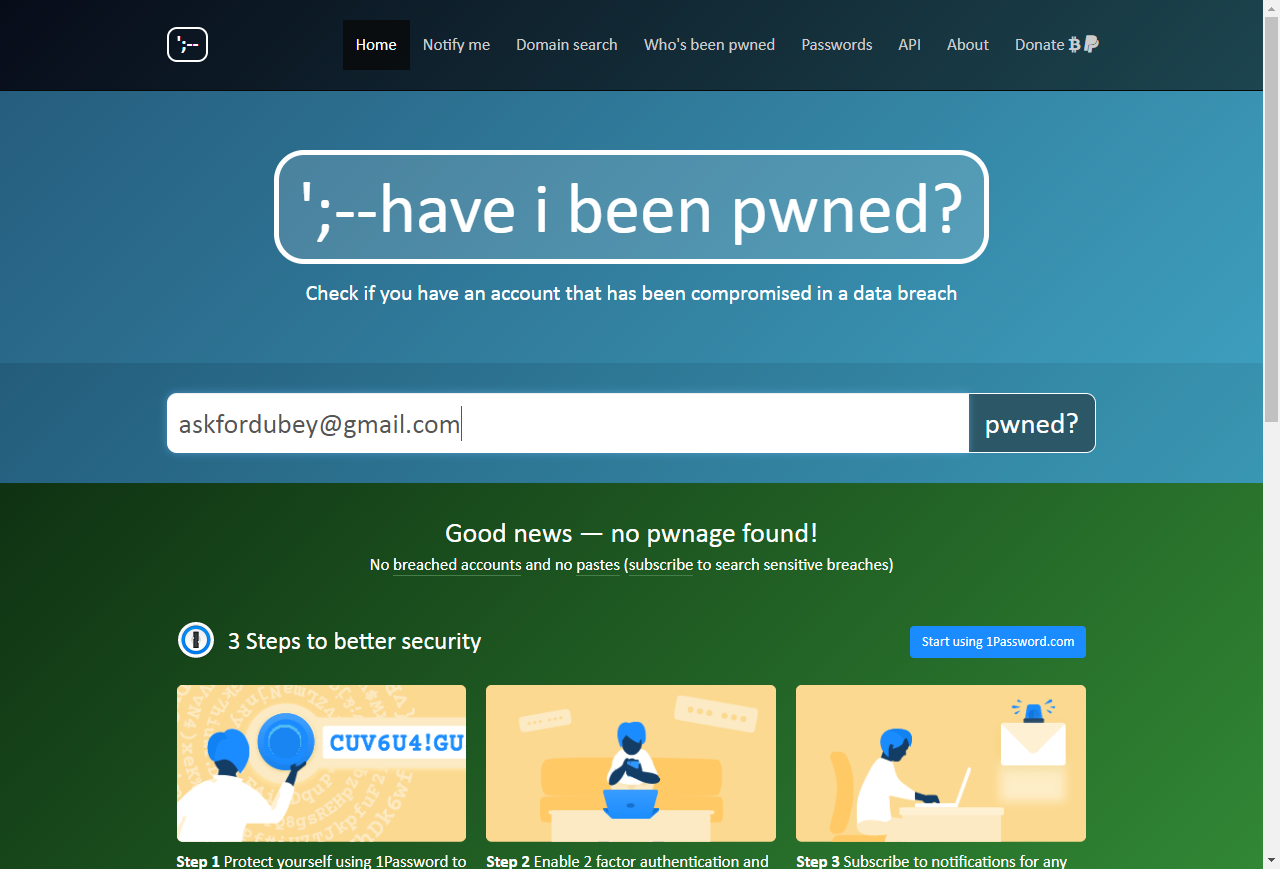 ';--
Home Notify me Domain search Who's been pwned Passwords API About Donate
';--have i been pwned?
Check if you have an account that has been compromised in a data breach
askfordubey@gmail.com pwned?
Good news — no pwnage found!
No breached accounts and no pastes (subscribe to search sensitive breaches)
3 Steps to better security Start using 1Password.com
CUV6U4!GU
Step 1 Protect yourself using 1Password to
Step 2 Enable 2 factor authentication and
Step 3 Subscribe to notifications for any